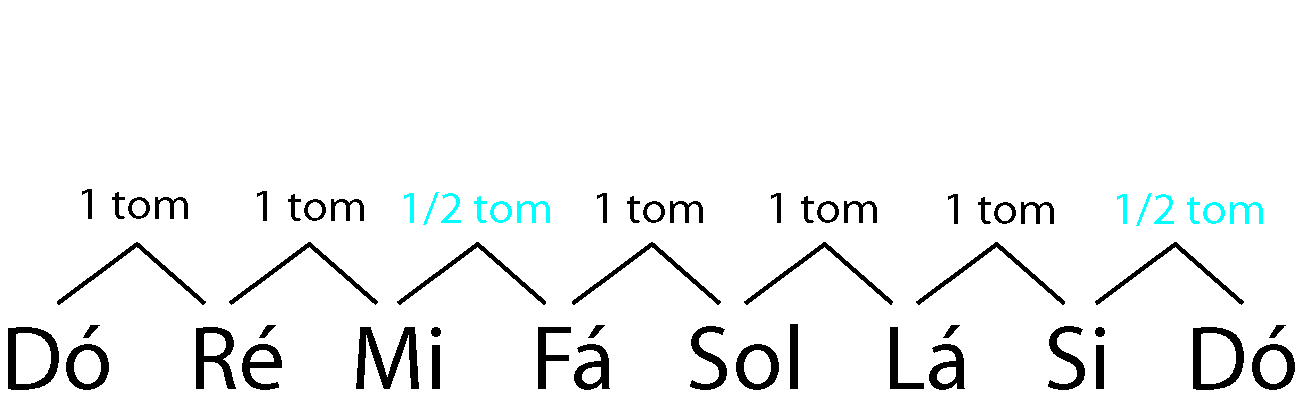 1 tom 1 tom 1/2 tom 1 tom 1 tom 1 tom 1/2 tom
Dó Ré Mi Fá Sol Lá Si Dó